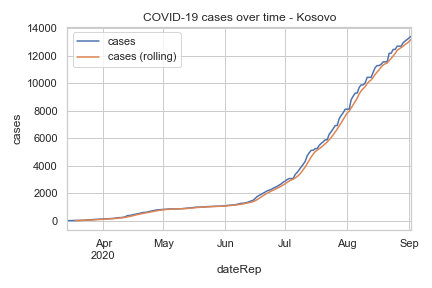 COVID-19 cases over time - Kosovo
cases
cases (rolling)
14000
12000
10000
8000
6000
4000
2000
0
cases
Apr
2020
May
Jun
Jul
Aug
Sep
dateRep